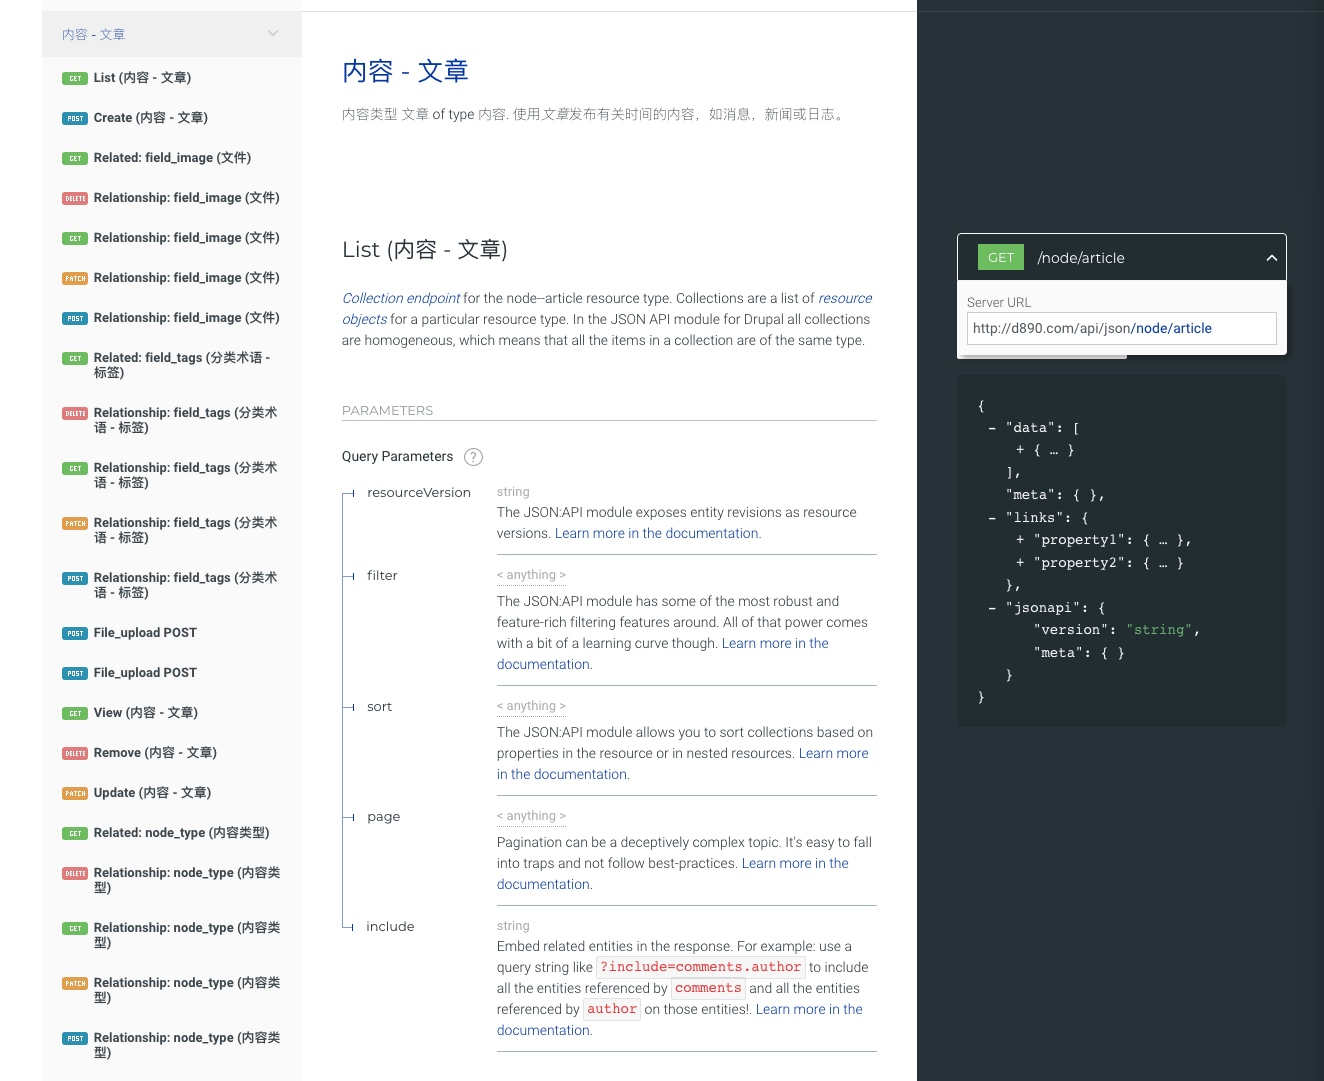 内容 - 文章
GET List (内容 - 文章)
POST Create (内容 - 文章)
GET Related: field_image (文件)
DELETE Relationship: field_image (文件)
GET Relationship: field_image (文件)
PATCH Relationship: field_image (文件)
POST Relationship: field_image (文件)
GET Related: field_tags (分类术语 -
标签)
DELETE Relationship: field_tags (分类术
语 - 标签)
GET Relationship: field_tags (分类术
语 - 标签)
PATCH Relationship: field_tags (分类术
语 - 标签)
POST Relationship: field_tags (分类术
语 - 标签)
POST File_upload POST
POST File_upload POST
GET View (内容 - 文章)
DELETE Remove (内容 - 文章)
PATCH Update (内容 - 文章)
GET Related: node_type (内容类型)
DELETE Relationship: node_type (内容类
型)
GET Relationship: node_type (内容类
型)
PATCH Relationship: node_type (内容类
型)
POST Relationship: node_type (内容类
型)
内容 - 文章
内容类型 文章 of type 内容. 使用文章发布有关时间的内容，如消息，新闻或日志。
List (内容 - 文章)
Collection endpoint for the node--article resource type. Collections are a list of resource
objects for a particular resource type. In the JSON API module for Drupal all collections
are homogeneous, which means that all the items in a collection are of the same type.
PARAMETERS
Query Parameters ?
resourceVersion string
The JSON:API module exposes entity revisions as resource
versions. Learn more in the documentation.
filter < anything >
The JSON:API module has some of the most robust and
feature-rich filtering features around. All of that power comes
with a bit of a learning curve though. Learn more in the
documentation.
sort < anything >
The JSON:API module allows you to sort collections based on
properties in the resource or in nested resources. Learn more
in the documentation.
page < anything >
Pagination can be a deceptively complex topic. It's easy to fall
into traps and not follow best-practices. Learn more in the
documentation.
include string
Embed related entities in the response. For example: use a
query string like ?include=comments.author to include
all the entities referenced by comments and all the entities
referenced by author on those entities!. Learn more in the
documentation.
GET /node/article
Server URL
http://d890.com/api/json/node/article
{
- "data": [
+ { … }
],
"meta": { },
- "links": {
+ "property1": { … },
+ "property2": { … }
},
- "jsonapi": {
"version": "string",
"meta": { }
}
}